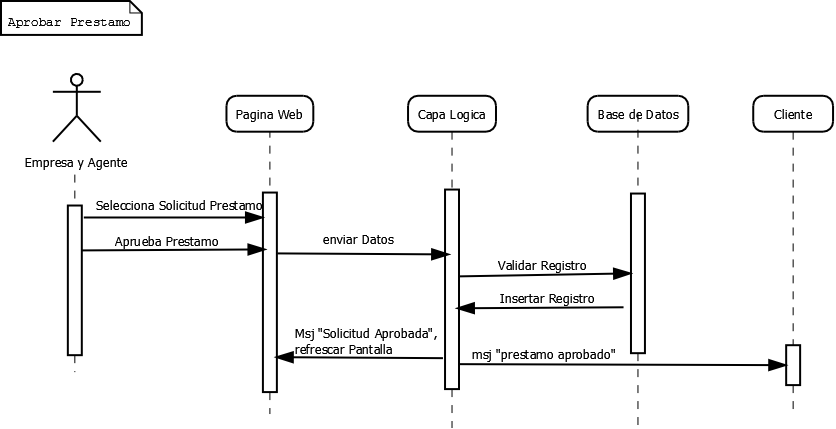 Aprobar Prestamo
Pagina Web
Capa Logica
Base de Datos
Cliente
Empresa y Agente
Selecciona Solicitud Prestamo
Aprueba Prestamo
enviar Datos
Validar Registro
Insertar Registro
Msj "Solicitud Aprobada",
refrescar Pantalla
msj "prestamo aprobado"